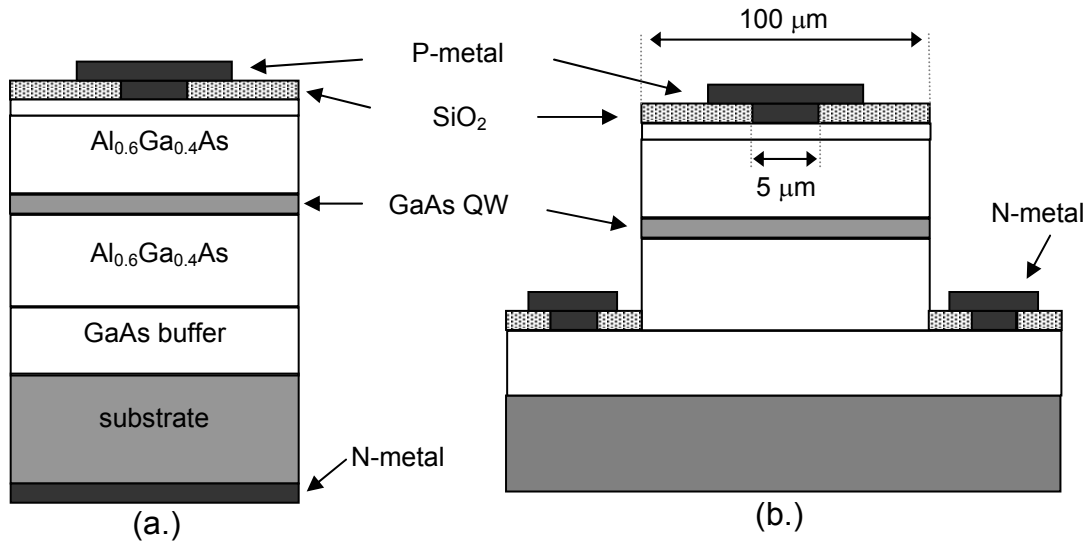 100 μm
P-metal
SiO₂
Al₀.₆Ga₀.₄As
5 μm
GaAs QW
N-metal
Al₀.₆Ga₀.₄As
GaAs buffer
substrate
N-metal
(a.)
(b.)